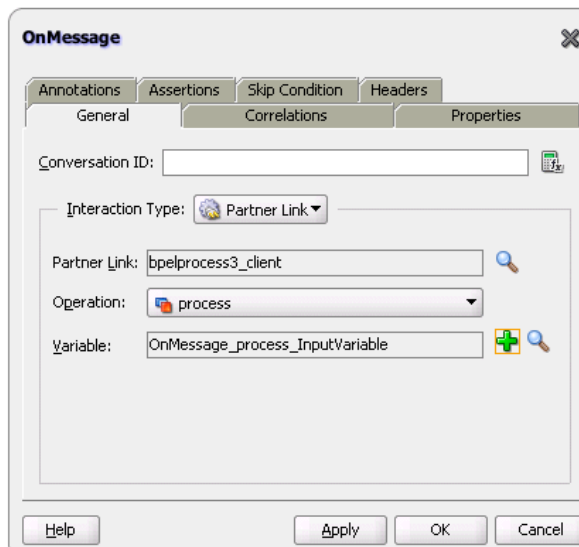 OnMessage
Annotations Assertions Skip Condition Headers
General Correlations Properties
Conversation ID:
Interaction Type: Partner Link
Partner Link: bpelprocess3_client
Operation: process
Variable: OnMessage_process_InputVariable
Help Apply OK Cancel